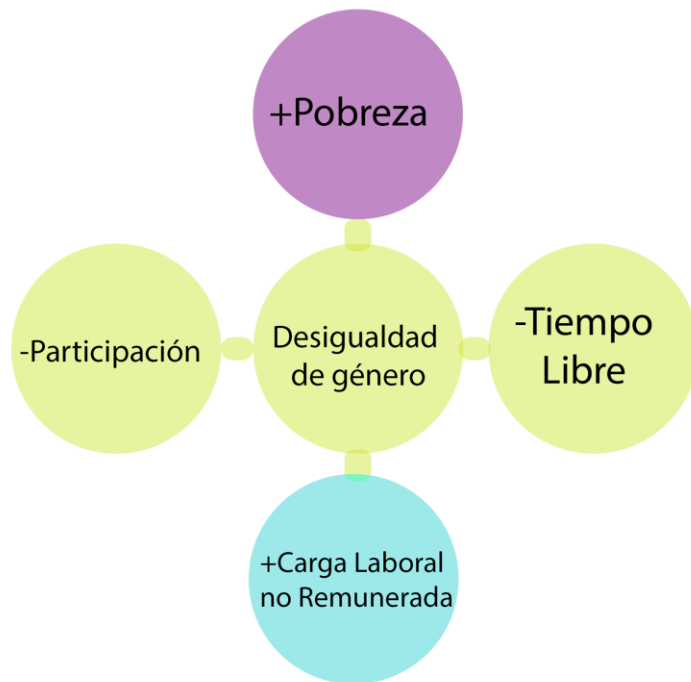 +Pobreza
-Participación
Desigualdad
de género
-Tiempo
Libre
+Carga Laboral
no Remunerada